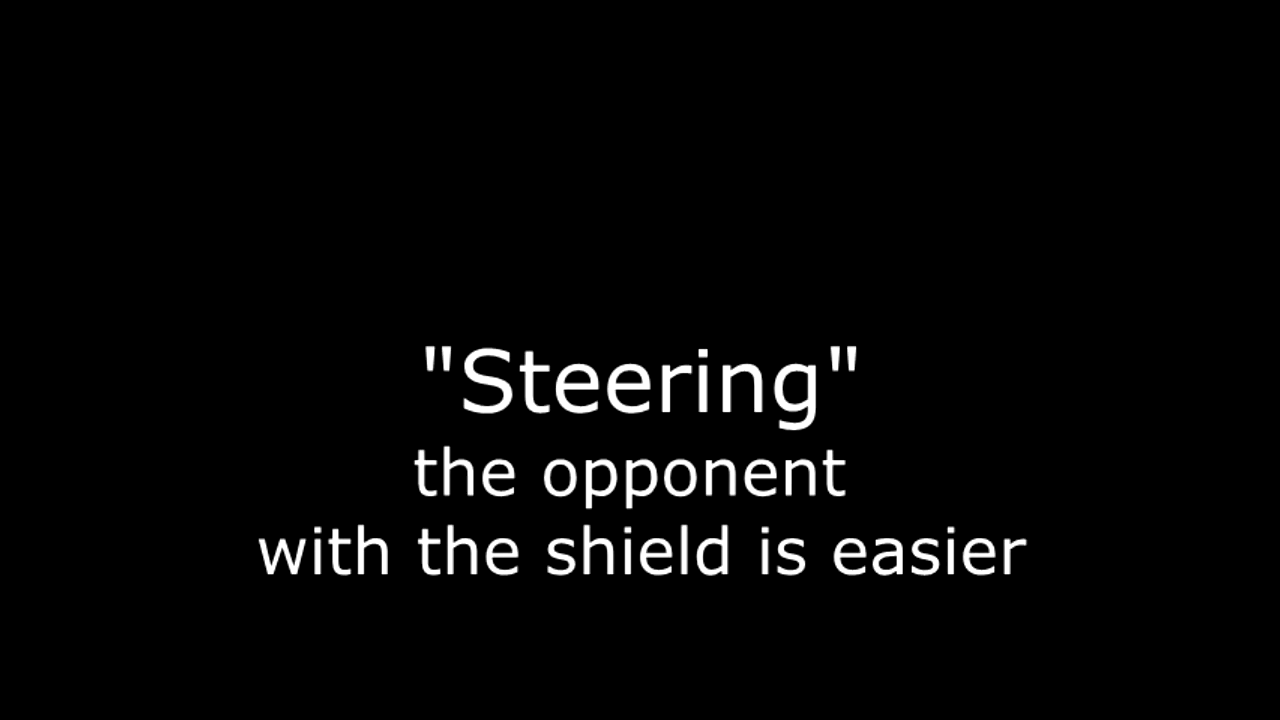 "Steering"
the opponent
with the shield is easier